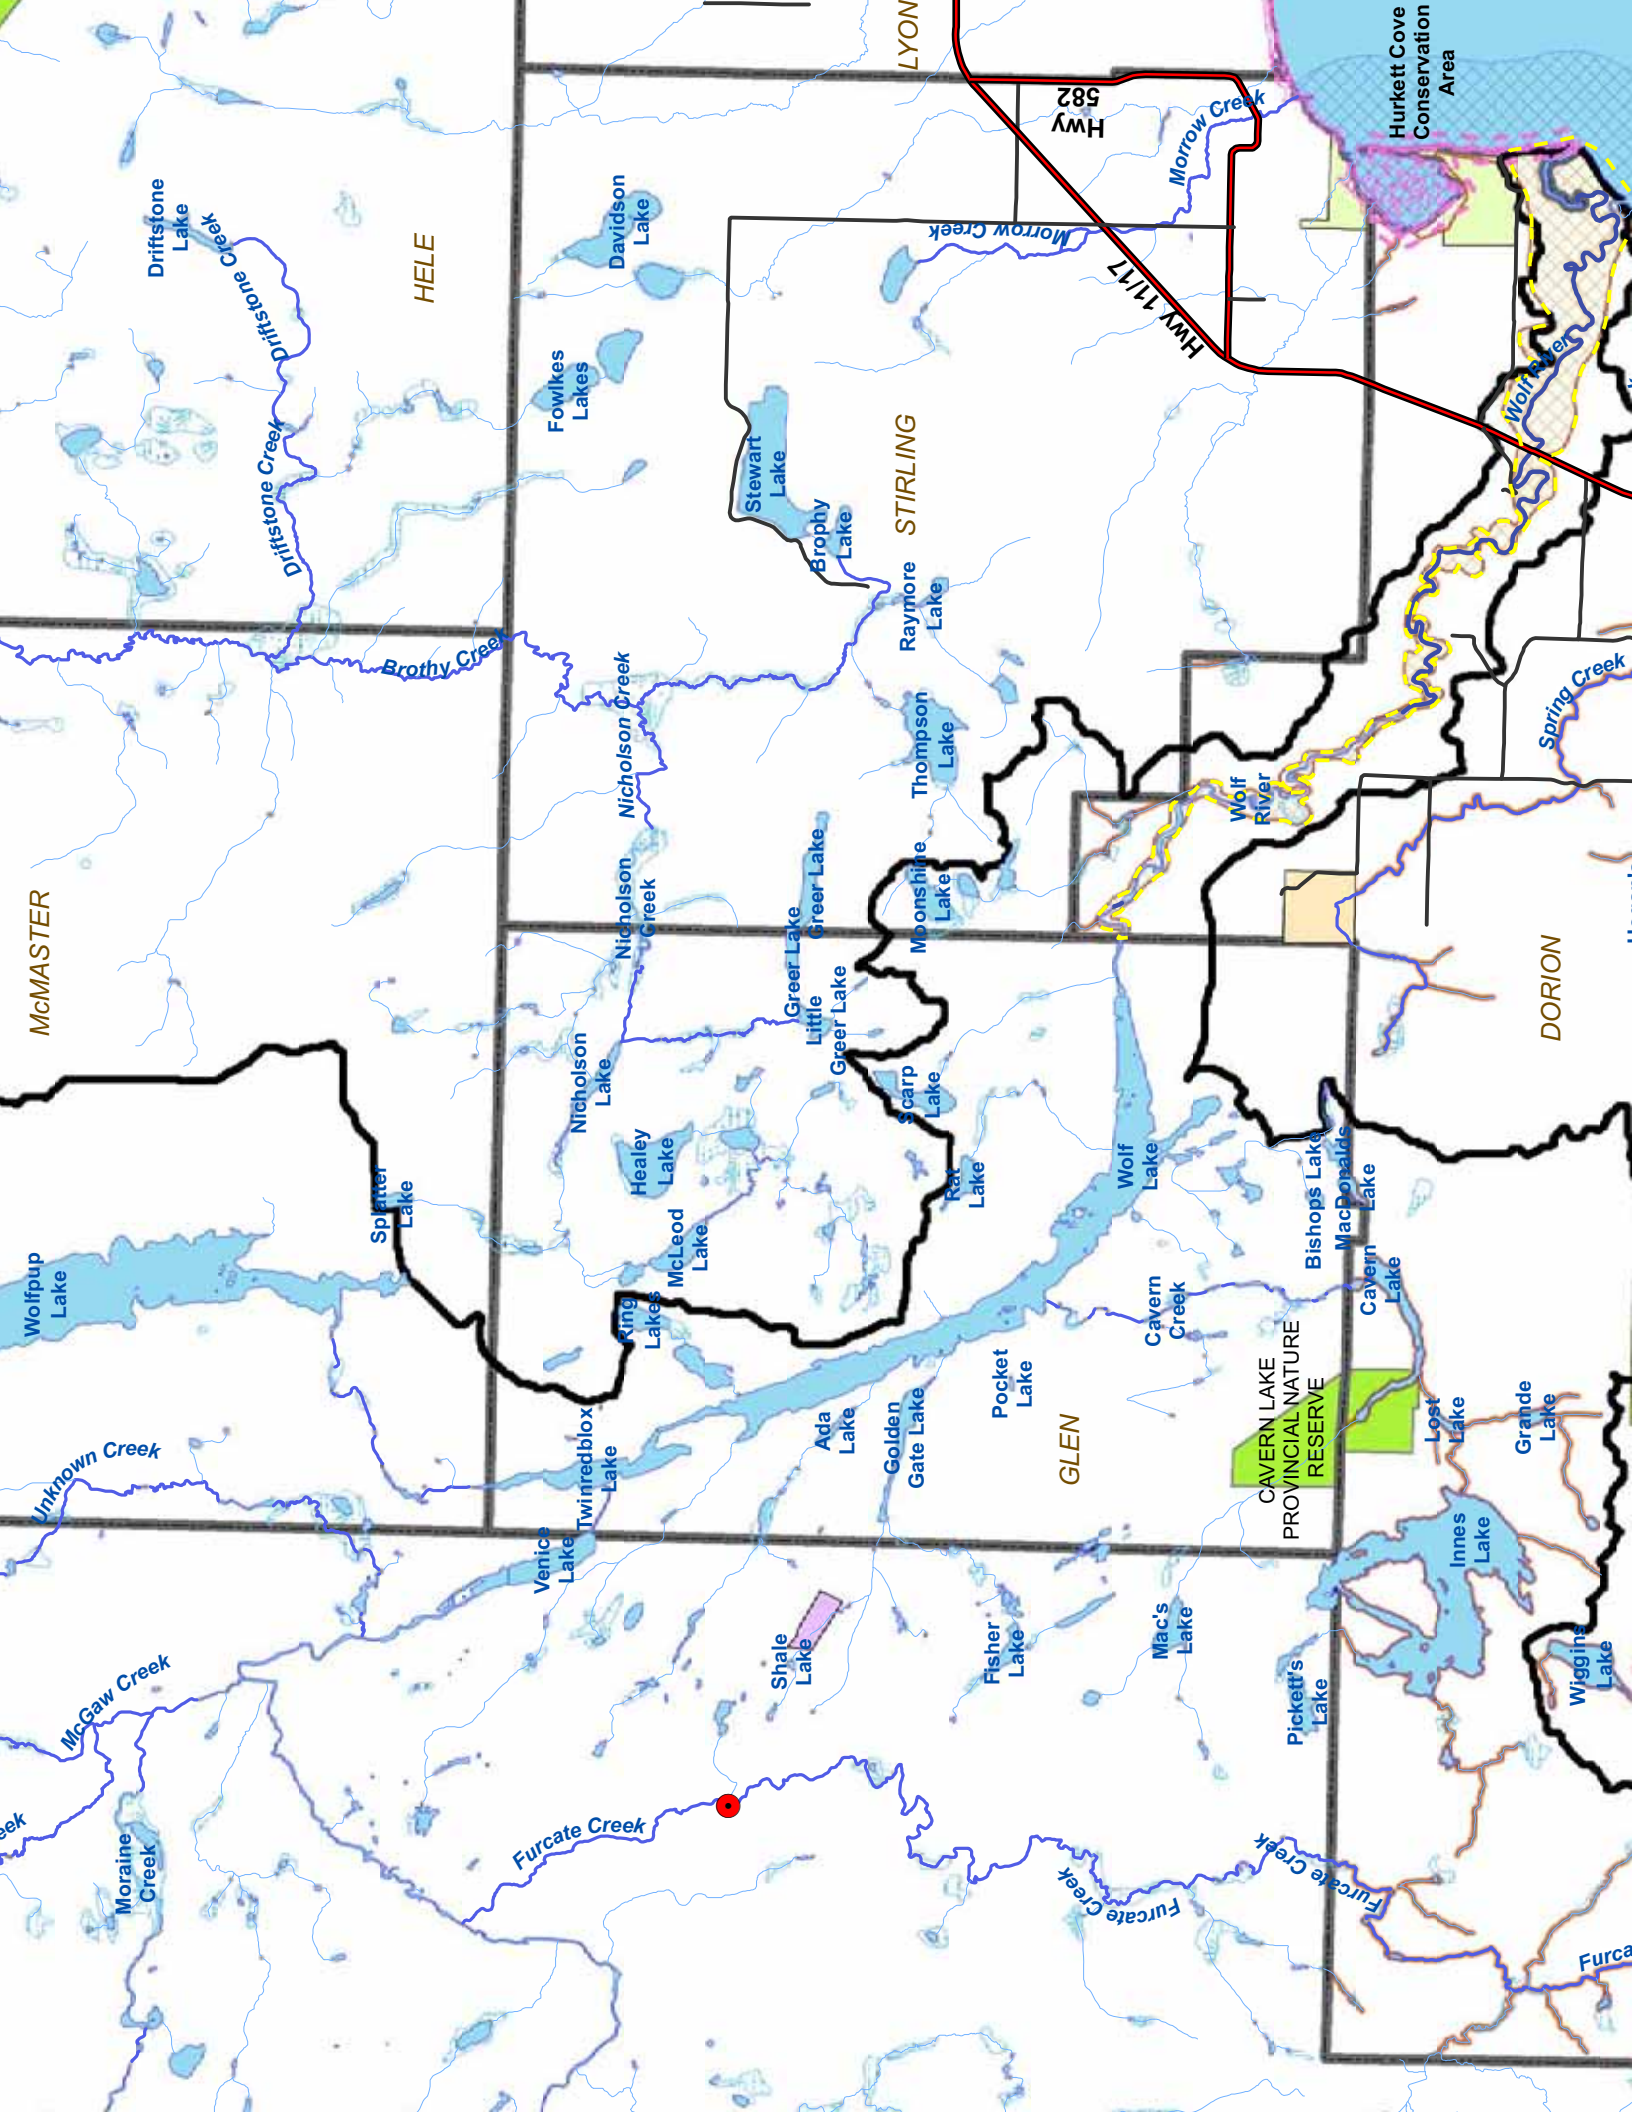 LYON
Hurkett Cove
Conservation
Area
Hwy
582
Morrow Creek
Driftstone
Lake
Driftstone Creek
Driftstone Creek
HELE
Davidson
Lake
Morrow Creek
Hwy 11/17
Fowlkes
Lakes
Wolf River
Stewart
Lake
STIRLING
Brophy
Lake
Raymore
Lake
Brothy Creek
Nicholson Creek
Thompson
Lake
Spring Creek
Wolf
River
McMASTER
Nicholson
Creek
Greer Lake
Moonshine
Lake
Greer Lake
Little
Greer Lake
DORION
Nicholson
Lake
Scarp
Lake
Healey
Lake
Rat
Lake
Wolf
Lake
Bishops Lake
MacDonalds
Lake
Splatter
Lake
McLeod
Lake
Wolfpup
Lake
Ring
Lakes
Cavern
Creek
Cavern
Lake
CAVERN LAKE
PROVINCIAL NATURE
RESERVE
Pocket
Lake
Ada
Lake
Golden
Gate Lake
GLEN
Lost
Lake
Grande
Lake
Unknown Creek
Twinredblox
Lake
Venice
Lake
Innes
Lake
Shale
Lake
Fisher
Lake
Mac's
Lake
Pickett's
Lake
Wiggins
Lake
McGaw Creek
Moraine
Creek
Furcate Creek
Furcate Creek
Furcate Creek
eek
Furca